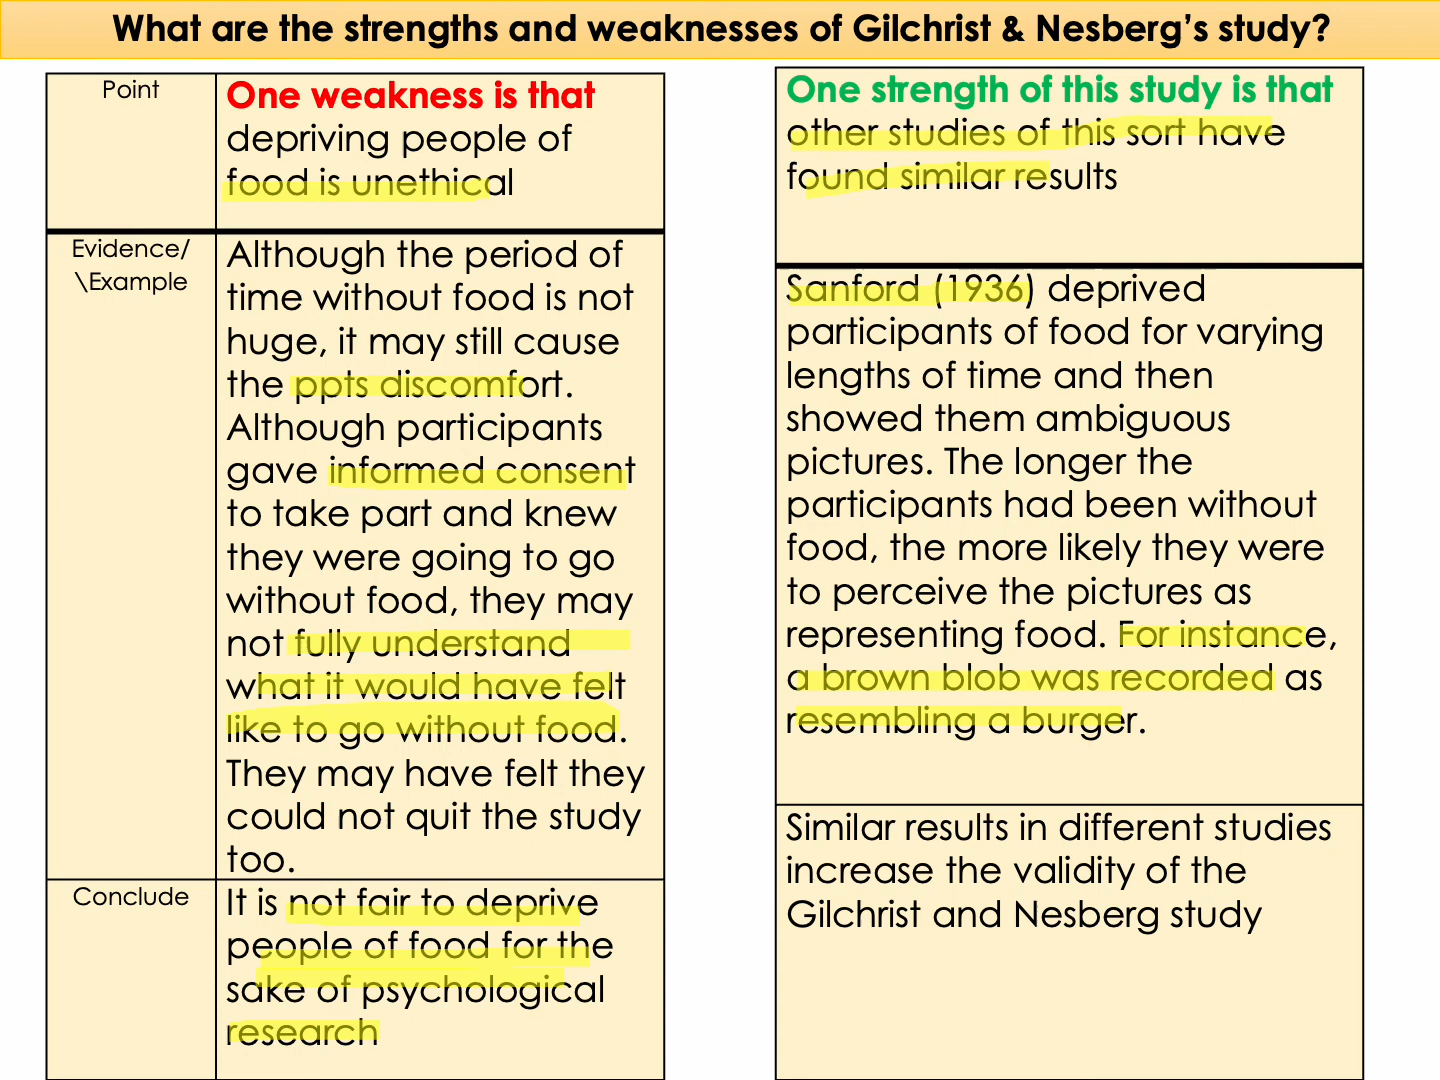 What are the strengths and weaknesses of Gilchrist & Nesberg's study?
Point
One weakness is that
depriving people of
food is unethical
Evidence/
\Example
Although the period of
time without food is not
huge, it may still cause
the ppts discomfort.
Although participants
gave informed consent
to take part and knew
they were going to go
without food, they may
not fully understand
what it would have felt
like to go without food.
They may have felt they
could not quit the study
too.
Conclude
It is not fair to deprive
people of food for the
sake of psychological
research
One strength of this study is that
other studies of this sort have
found similar results
Sanford (1936) deprived
participants of food for varying
lengths of time and then
showed them ambiguous
pictures. The longer the
participants had been without
food, the more likely they were
to perceive the pictures as
representing food. For instance,
a brown blob was recorded as
resembling a burger.
Similar results in different studies
increase the validity of the
Gilchrist and Nesberg study